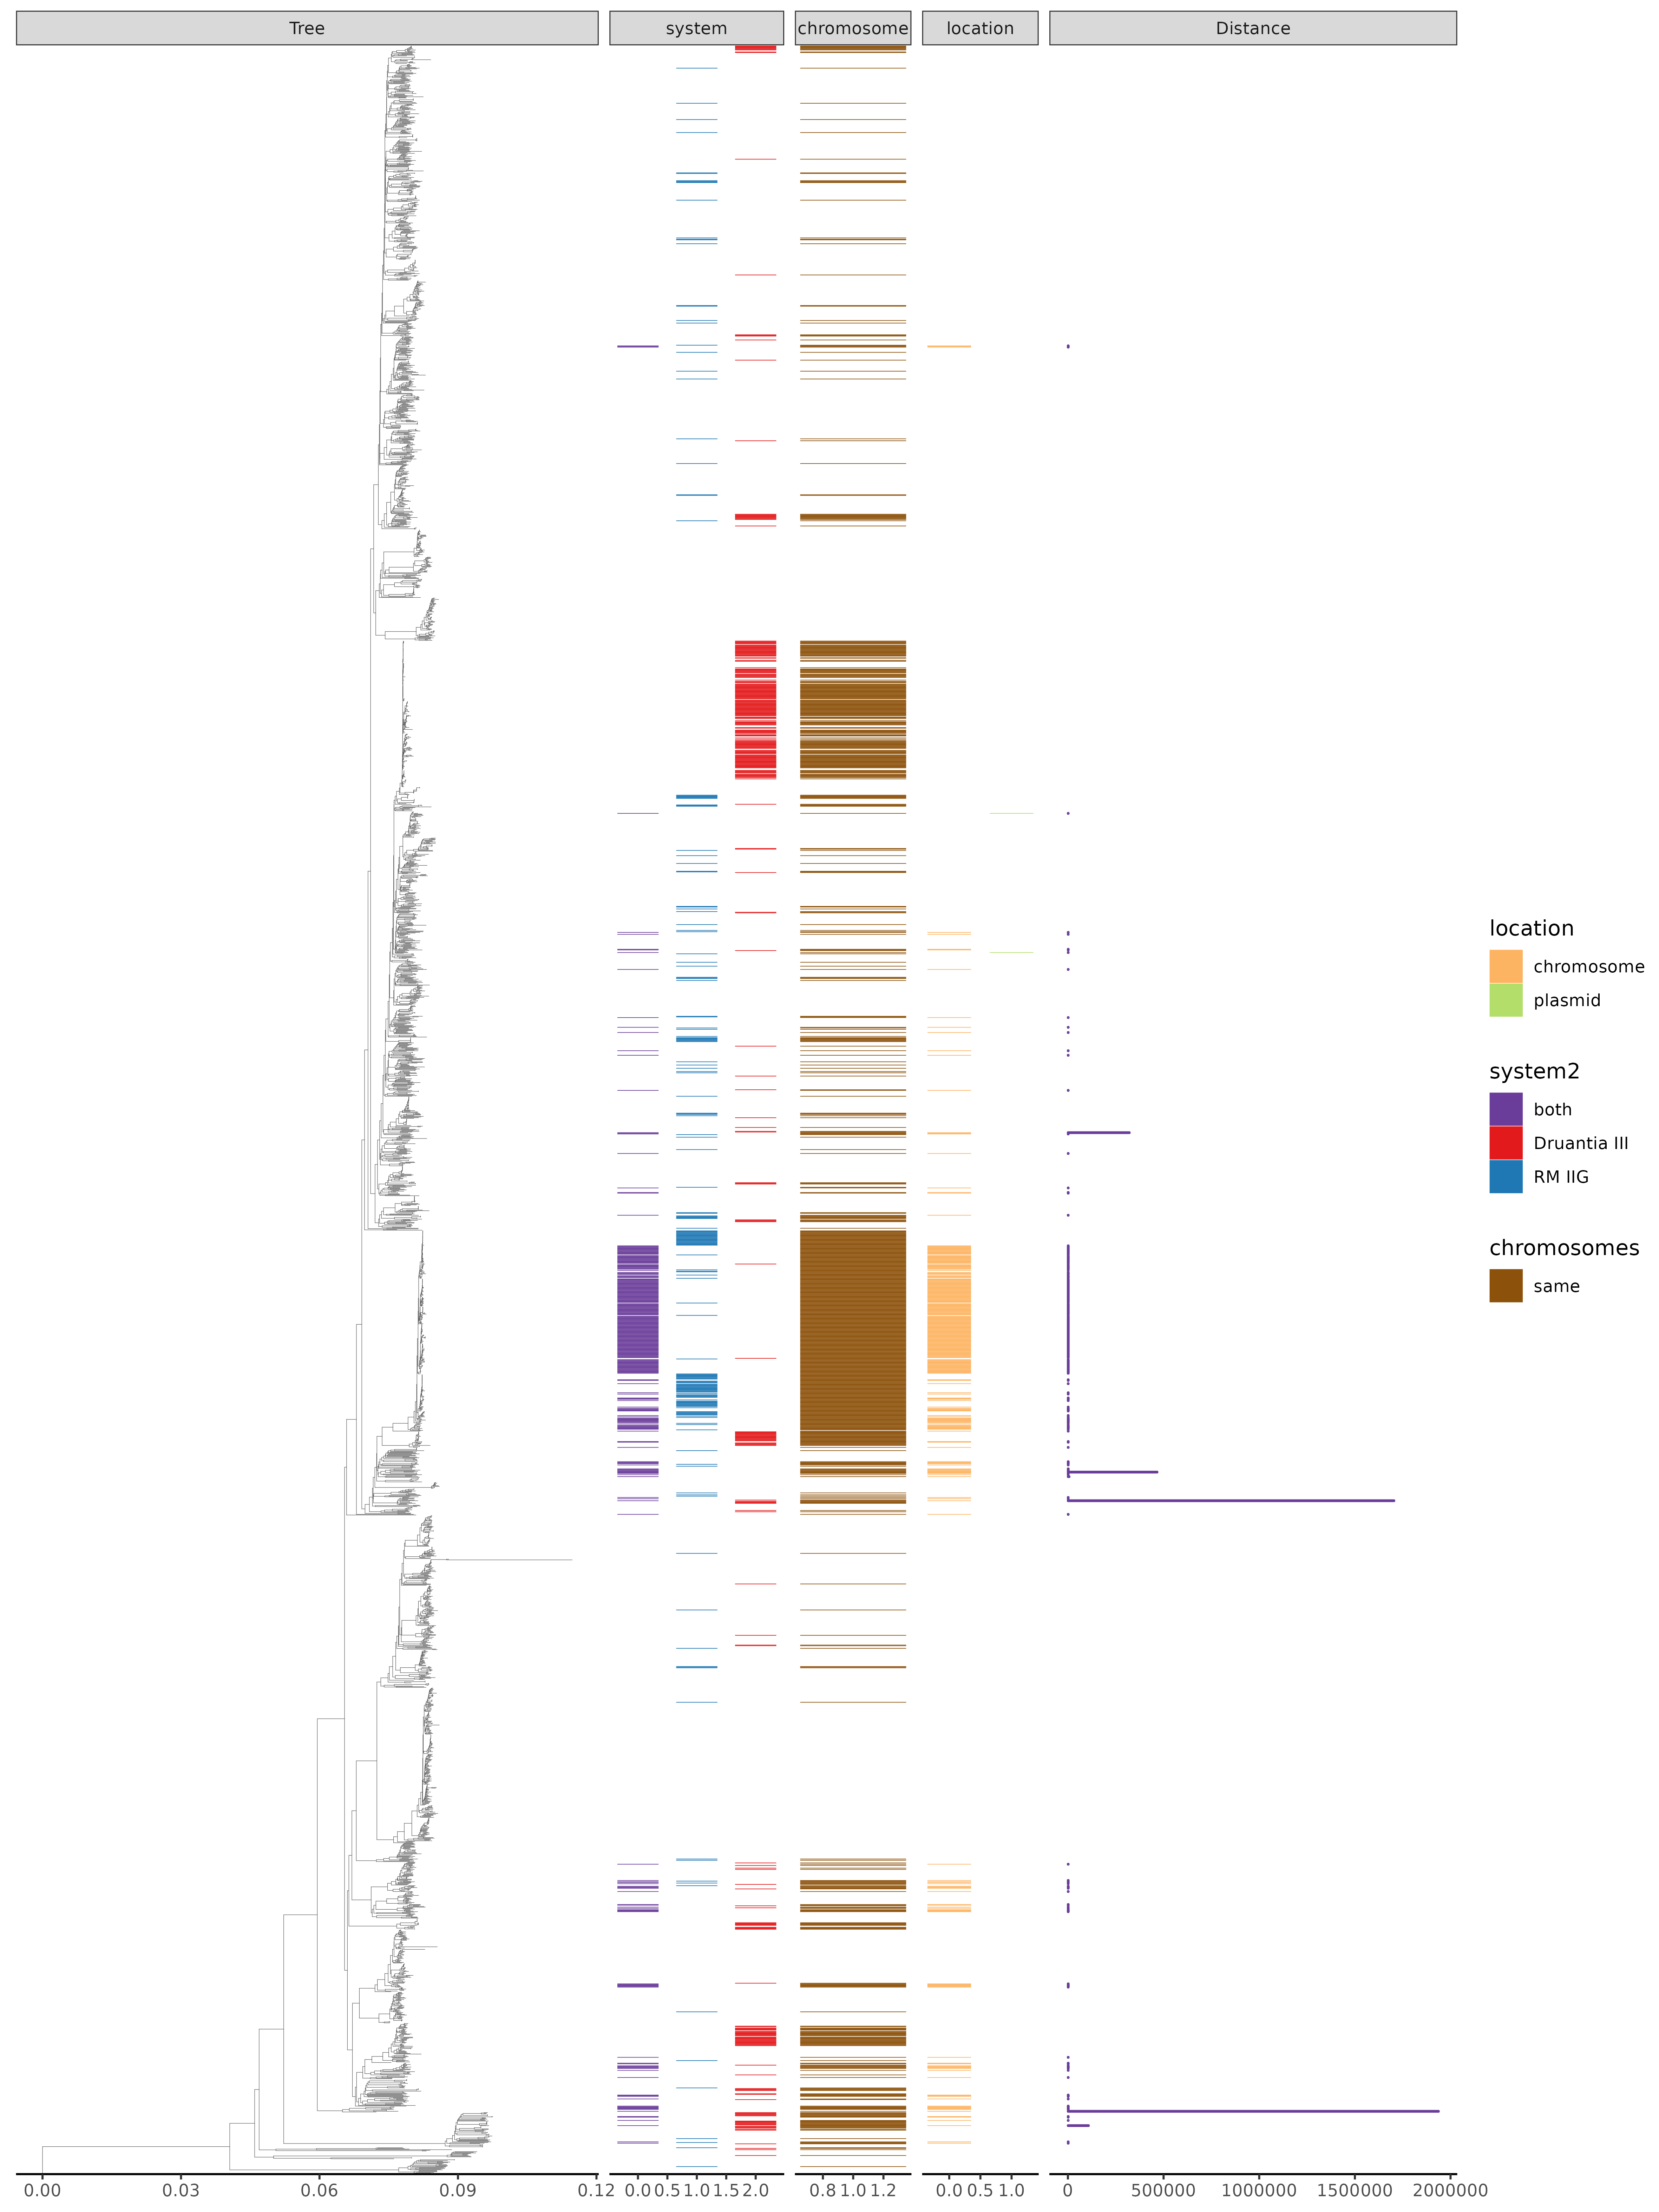 Tree system chromosome location Distance
location
chromosome
plasmid
system2
both
Druantia III
RM IIG
chromosomes
same
0.00 0.03 0.06 0.09 0.12 0.0 0.5 1.0 1.5 2.0 0.8 1.0 1.2 0.0 0.5 1.0 0 500000 1000000 1500000 2000000